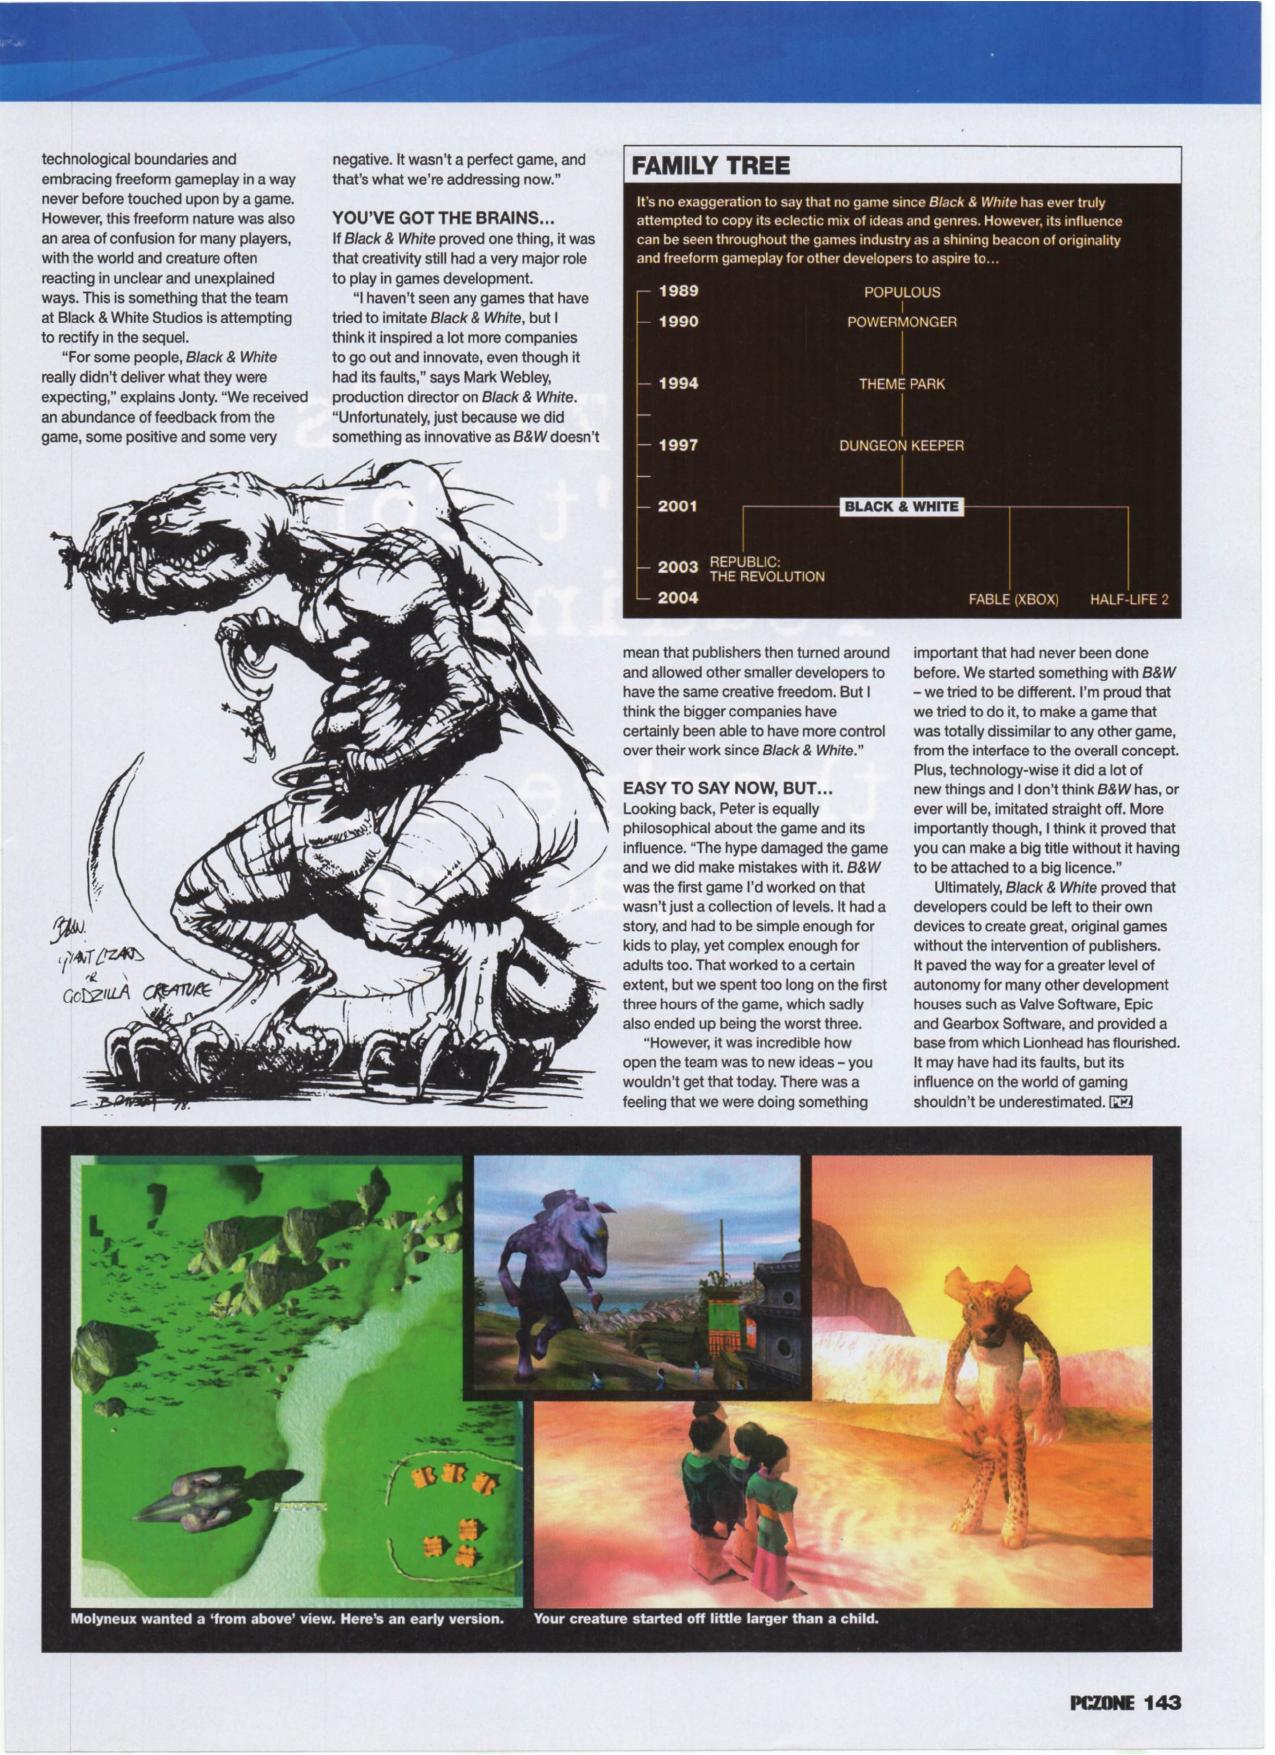 technological boundaries and
embracing freeform gameplay in a way
never before touched upon by a game.
However, this freeform nature was also
an area of confusion for many players,
with the world and creature often
reacting in unclear and unexplained
ways. This is something that the team
at Black & White Studios is attempting
to rectify in the sequel.
“For some people, Black & White
really didn’t deliver what they were
expecting,” explains Jonty. “We received
an abundance of feedback from the
game, some positive and some very
negative. It wasn’t a perfect game, and
that’s what we’re addressing now.”
YOU’VE GOT THE BRAINS...
If Black & White proved one thing, it was
that creativity still had a very major role
to play in games development.
“I haven’t seen any games that have
tried to imitate Black & White, but I
think it inspired a lot more companies
to go out and innovate, even though it
had its faults,” says Mark Webley,
production director on Black & White.
“Unfortunately, just because we did
something as innovative as B&W doesn’t
FAMILY TREE
It’s no exaggeration to say that no game since Black & White has ever truly
attempted to copy its eclectic mix of ideas and genres. However, its influence
can be seen throughout the games industry as a shining beacon of originality
and freeform gameplay for other developers to aspire to...
1989 POPULOUS
1990 POWERMONGER
1994 THEME PARK
1997 DUNGEON KEEPER
2001 BLACK & WHITE
2003 REPUBLIC:
THE REVOLUTION
2004 FABLE (XBOX) HALF-LIFE 2
B&W.
GIANT LIZARD
OR
GODZILLA CREATURE
mean that publishers then turned around
and allowed other smaller developers to
have the same creative freedom. But I
think the bigger companies have
certainly been able to have more control
over their work since Black & White.”
EASY TO SAY NOW, BUT...
Looking back, Peter is equally
philosophical about the game and its
influence. “The hype damaged the game
and we did make mistakes with it. B&W
was the first game I’d worked on that
wasn’t just a collection of levels. It had a
story, and had to be simple enough for
kids to play, yet complex enough for
adults too. That worked to a certain
extent, but we spent too long on the first
three hours of the game, which sadly
also ended up being the worst three.
“However, it was incredible how
open the team was to new ideas – you
wouldn’t get that today. There was a
feeling that we were doing something
important that had never been done
before. We started something with B&W
– we tried to be different. I’m proud that
we tried to do it, to make a game that
was totally dissimilar to any other game,
from the interface to the overall concept.
Plus, technology-wise it did a lot of
new things and I don’t think B&W has, or
ever will be, imitated straight off. More
importantly though, I think it proved that
you can make a big title without it having
to be attached to a big licence.”
Ultimately, Black & White proved that
developers could be left to their own
devices to create great, original games
without the intervention of publishers.
It paved the way for a greater level of
autonomy for many other development
houses such as Valve Software, Epic
and Gearbox Software, and provided a
base from which Lionhead has flourished.
It may have had its faults, but its
influence on the world of gaming
shouldn’t be underestimated. PCZ
Molyneux wanted a ‘from above’ view. Here’s an early version.
Your creature started off little larger than a child.
PCZONE 143